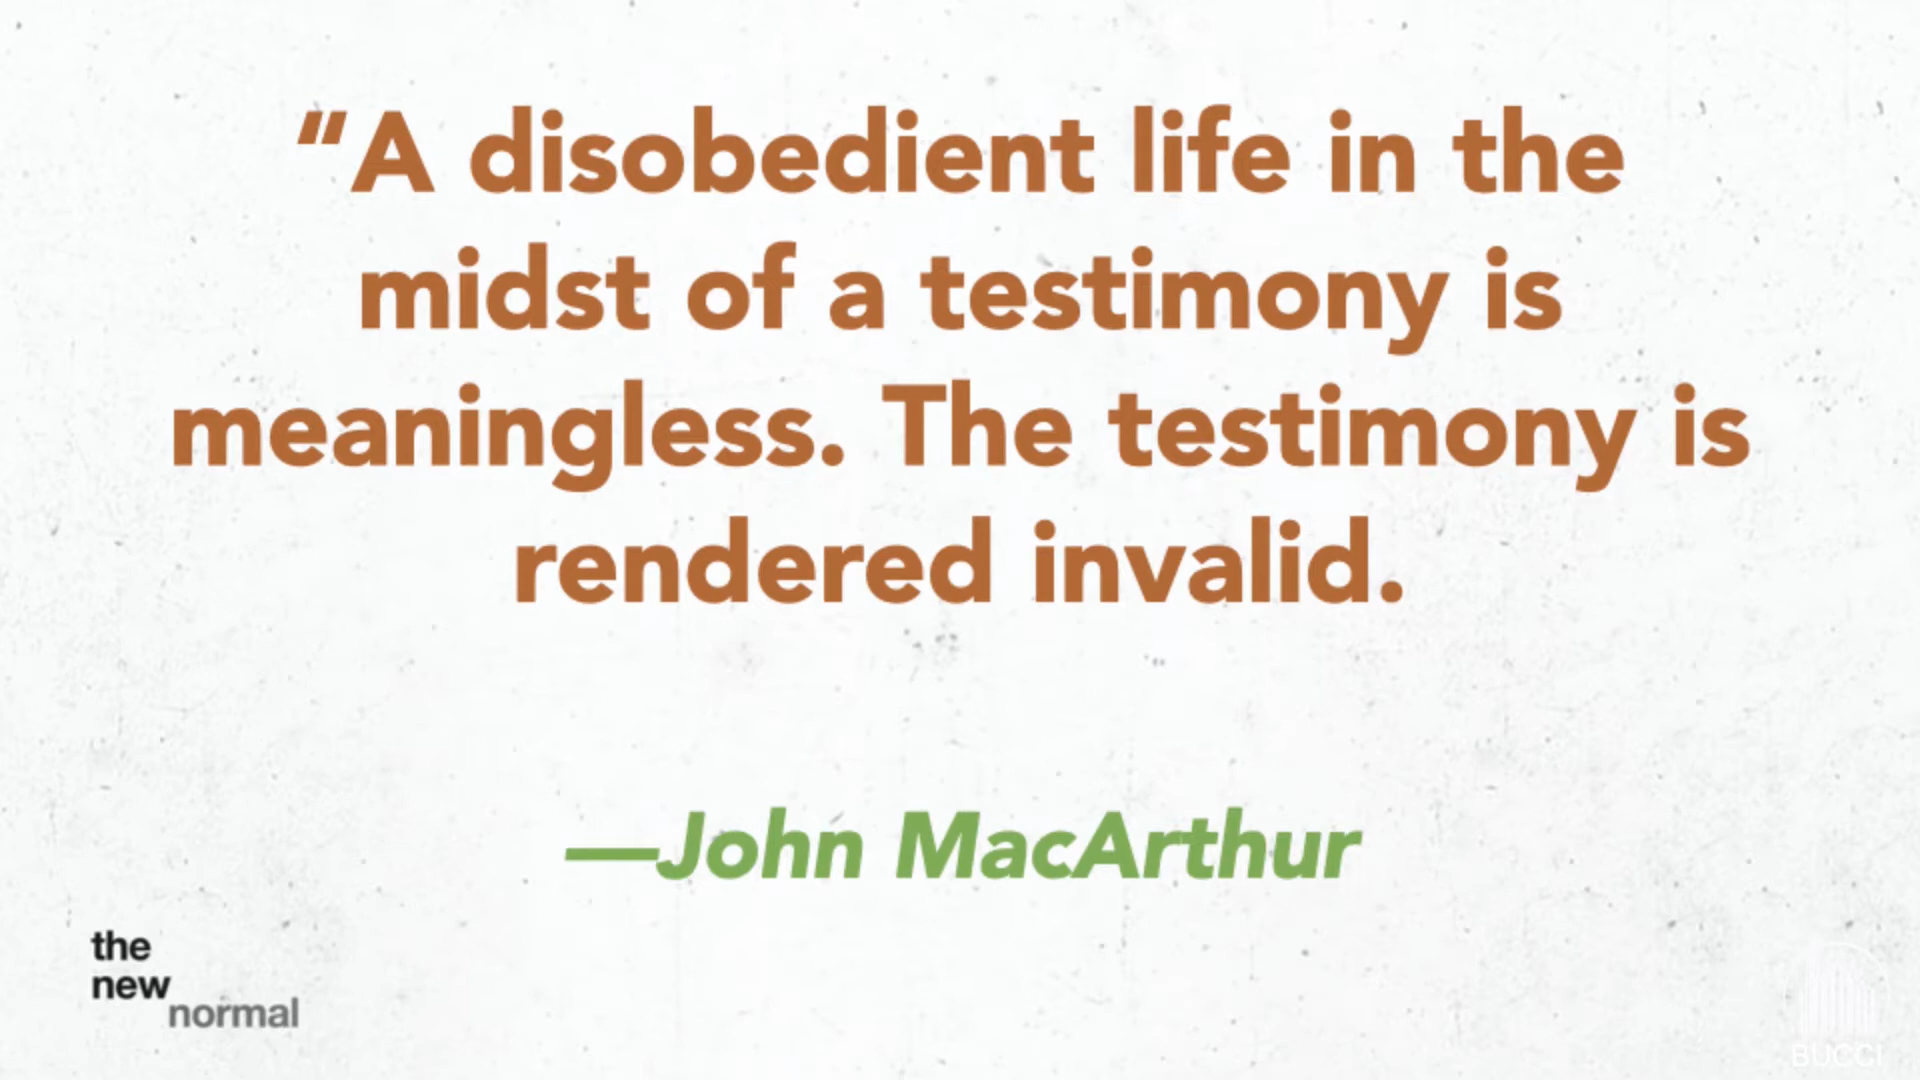 “A disobedient life in the
midst of a testimony is
meaningless. The testimony is
rendered invalid.
—John MacArthur
the
new
normal
BUCCI